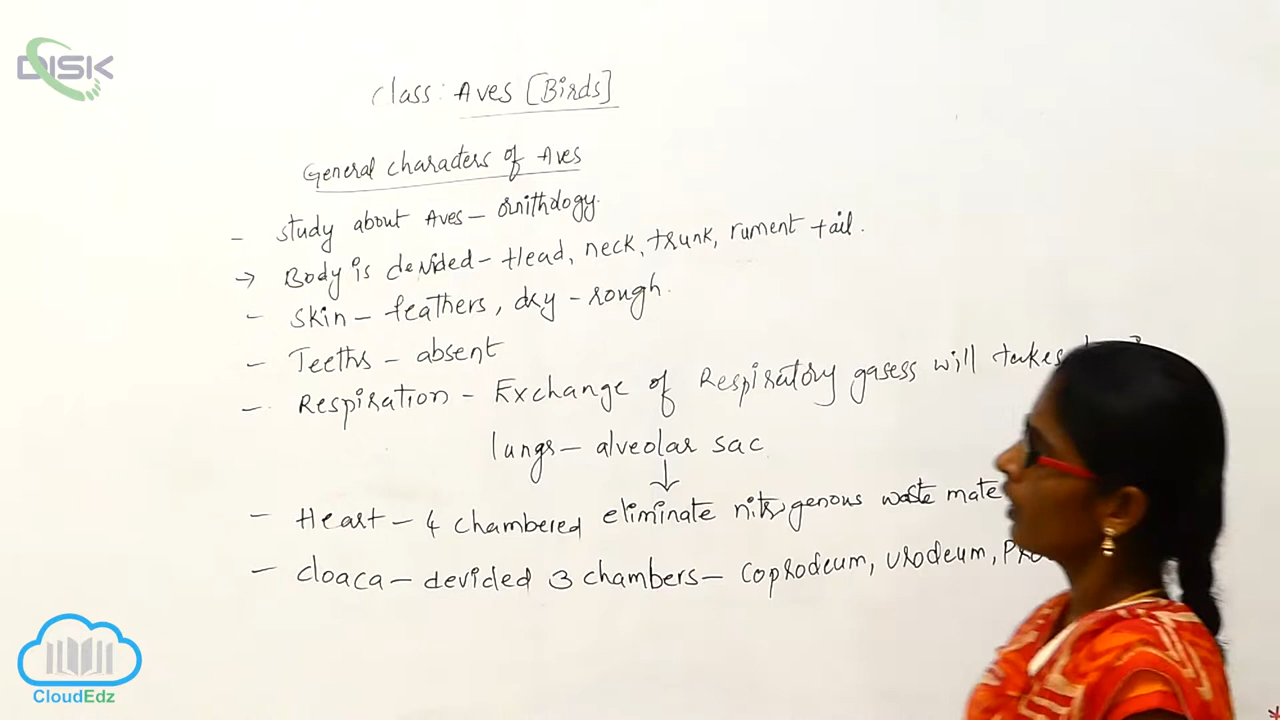 DISK
Class: Aves [Birds]
General characters of Aves
- study about Aves - ornithology.
→ Body is devided - Head, neck, trunk, rument tail.
- Skin - feathers, dry - rough.
- Teeths - absent
- Respiration - Exchange of Respiratory gasess will takes
lungs - alveolar sac
↓
- Heart - 4 chambered eliminate nitrogenous waste mate
- cloaca - devided 3 chambers - coprodeum, urodeum, Pro
CloudEdz